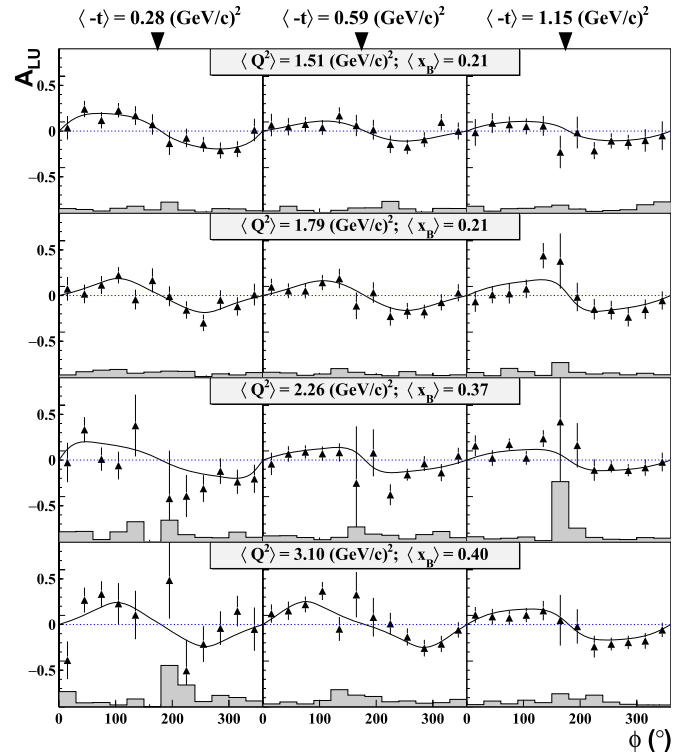 ⟨ -t⟩ = 0.28 (GeV/c)² ⟨ -t⟩ = 0.59 (GeV/c)² ⟨ -t⟩ = 1.15 (GeV/c)²
A_LU
⟨ Q²⟩ = 1.51 (GeV/c)²; ⟨ x_B⟩ = 0.21
0.5
0
−0.5
⟨ Q²⟩ = 1.79 (GeV/c)²; ⟨ x_B⟩ = 0.21
0.5
0
−0.5
⟨ Q²⟩ = 2.26 (GeV/c)²; ⟨ x_B⟩ = 0.37
0.5
0
−0.5
⟨ Q²⟩ = 3.10 (GeV/c)²; ⟨ x_B⟩ = 0.40
0.5
0
−0.5
0 100 200 300 0 100 200 300 0 100 200 300
ϕ (°)